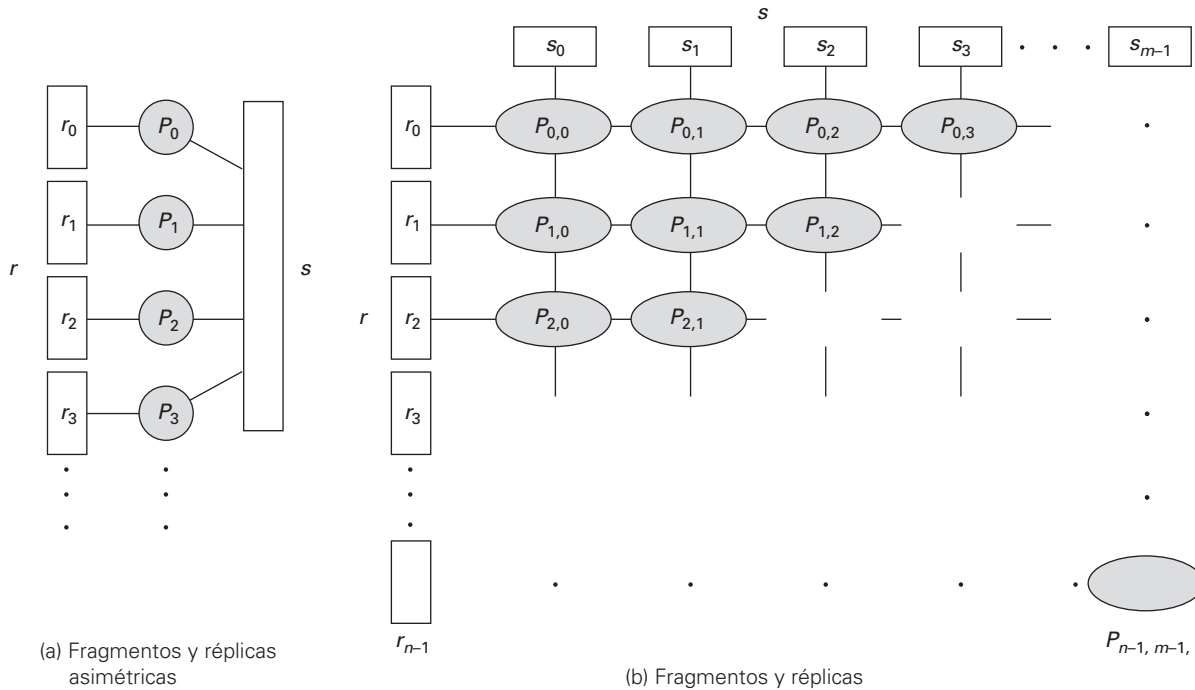 s
s0 s1 s2 s3 . . . sm–1
r0 P0
r1 P1
r2 P2
r3 P3
r
s
r0 P0,0 P0,1 P0,2 P0,3
r1 P1,0 P1,1 P1,2
r r2 P2,0 P2,1
r3
rn–1
Pn–1, m–1,
(a) Fragmentos y réplicas
asimétricas
(b) Fragmentos y réplicas